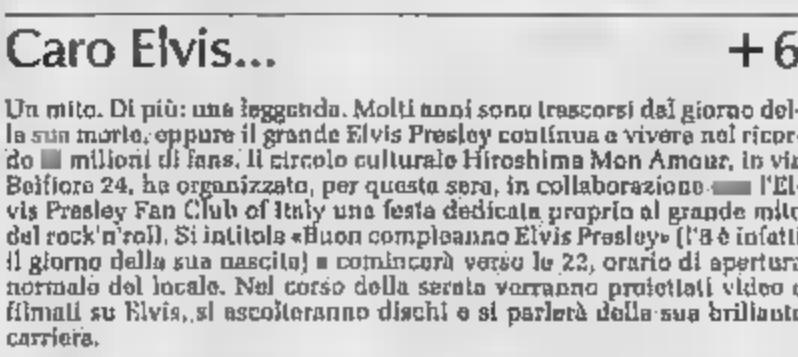 Caro Elvis... +6
Un mito. Di più: una leggenda. Molti anni sono trascorsi dal giorno del-
la sua morte, eppure il grande Elvis Presley continua a vivere nel ricor-
do milioni di fans. Il circolo culturale Hiroshima Mon Amour, in via
Belfiore 24, ha organizzato, per questa sera, in collaborazione l'El-
vis Presley Fan Club of Italy una festa dedicata proprio al grande mito
del rock'n'roll. Si intitola «Buon compleanno Elvis Presley» (l'8 è infatti
il giorno della sua nascita) e comincerà verso le 22, orario di apertura
normale del locale. Nel corso della serata verranno proiettati video e
filmati su Elvis, si ascolteranno dischi e si parlerà della sua brillante
carriera.